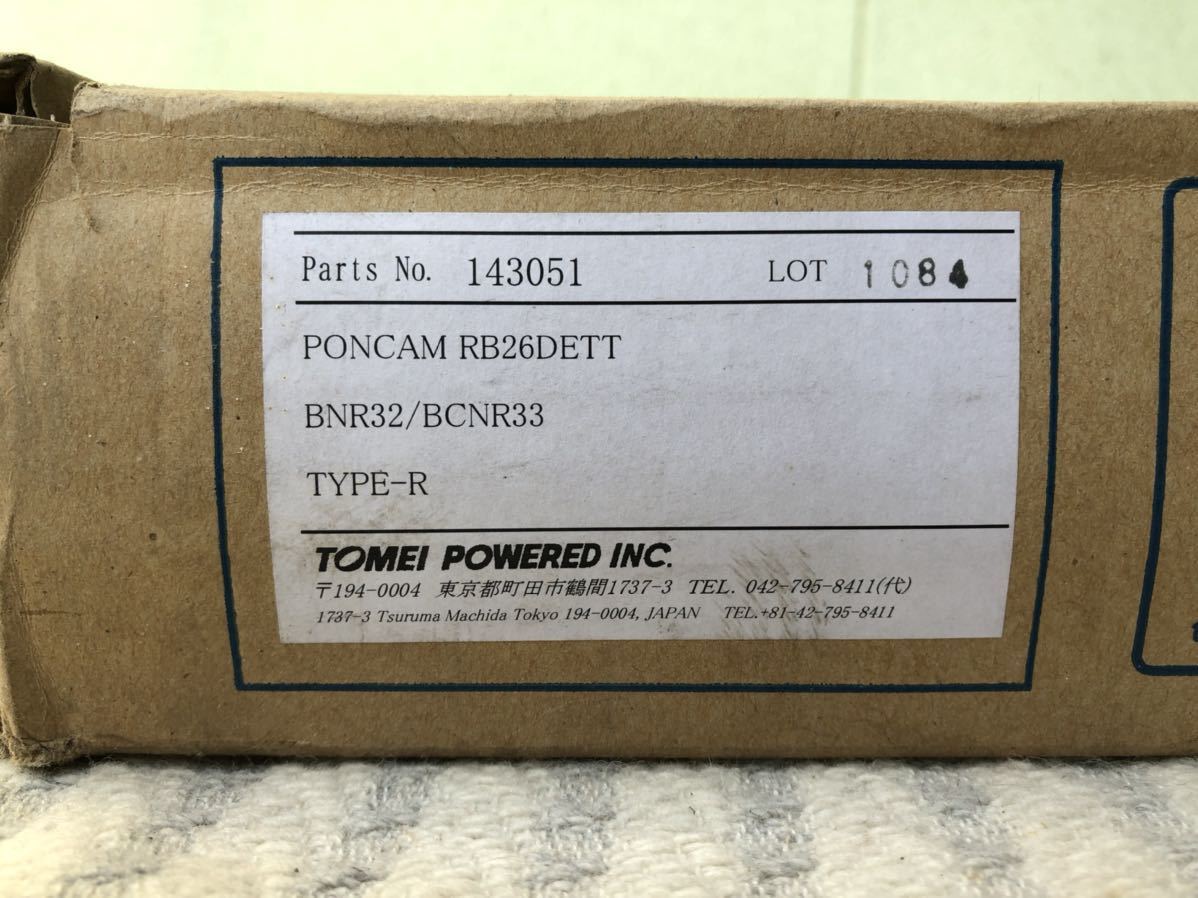 Parts No. 143051 LOT 1084
PONCAM RB26DETT
BNR32/BCNR33
TYPE-R
TOMEI POWERED INC.
〒194-0004 東京都町田市鶴間1737-3 TEL. 042-795-8411(代)
1737-3 Tsuruma Machida Tokyo 194-0004, JAPAN TEL.+81-42-795-8411